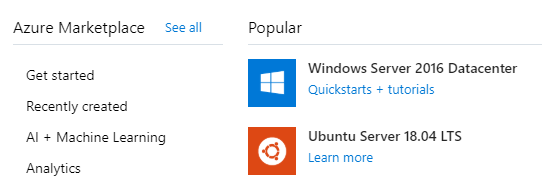 Azure Marketplace See all
Popular
Get started
Recently created
AI + Machine Learning
Analytics
Windows Server 2016 Datacenter
Quickstarts + tutorials
Ubuntu Server 18.04 LTS
Learn more